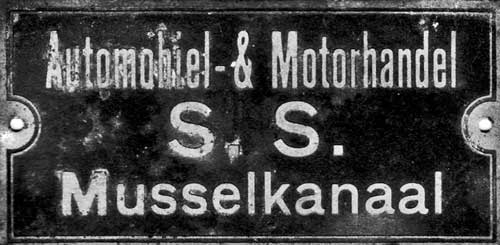 Automobiel- & Motorhandel
S. S.
Musselkanaal